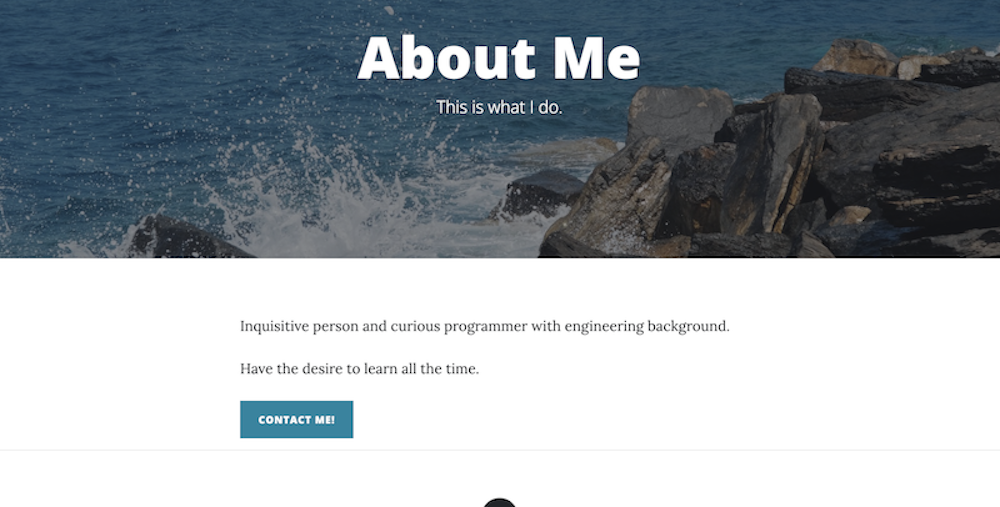 About Me
This is what I do.
Inquisitive person and curious programmer with engineering background.
Have the desire to learn all the time.
CONTACT ME!